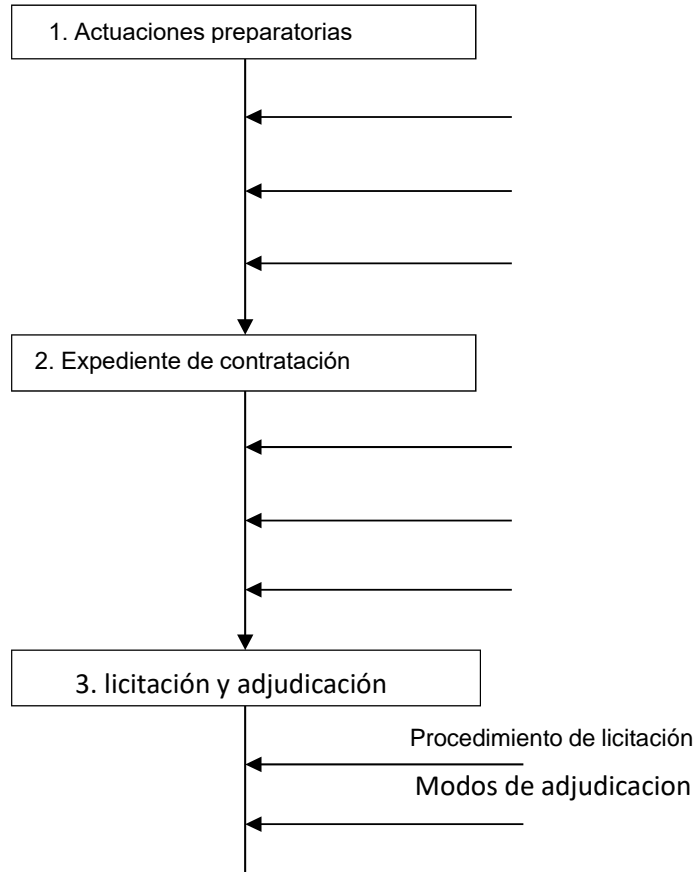 1. Actuaciones preparatorias
2. Expediente de contratación
3. licitación y adjudicación
Procedimiento de licitación
Modos de adjudicacion